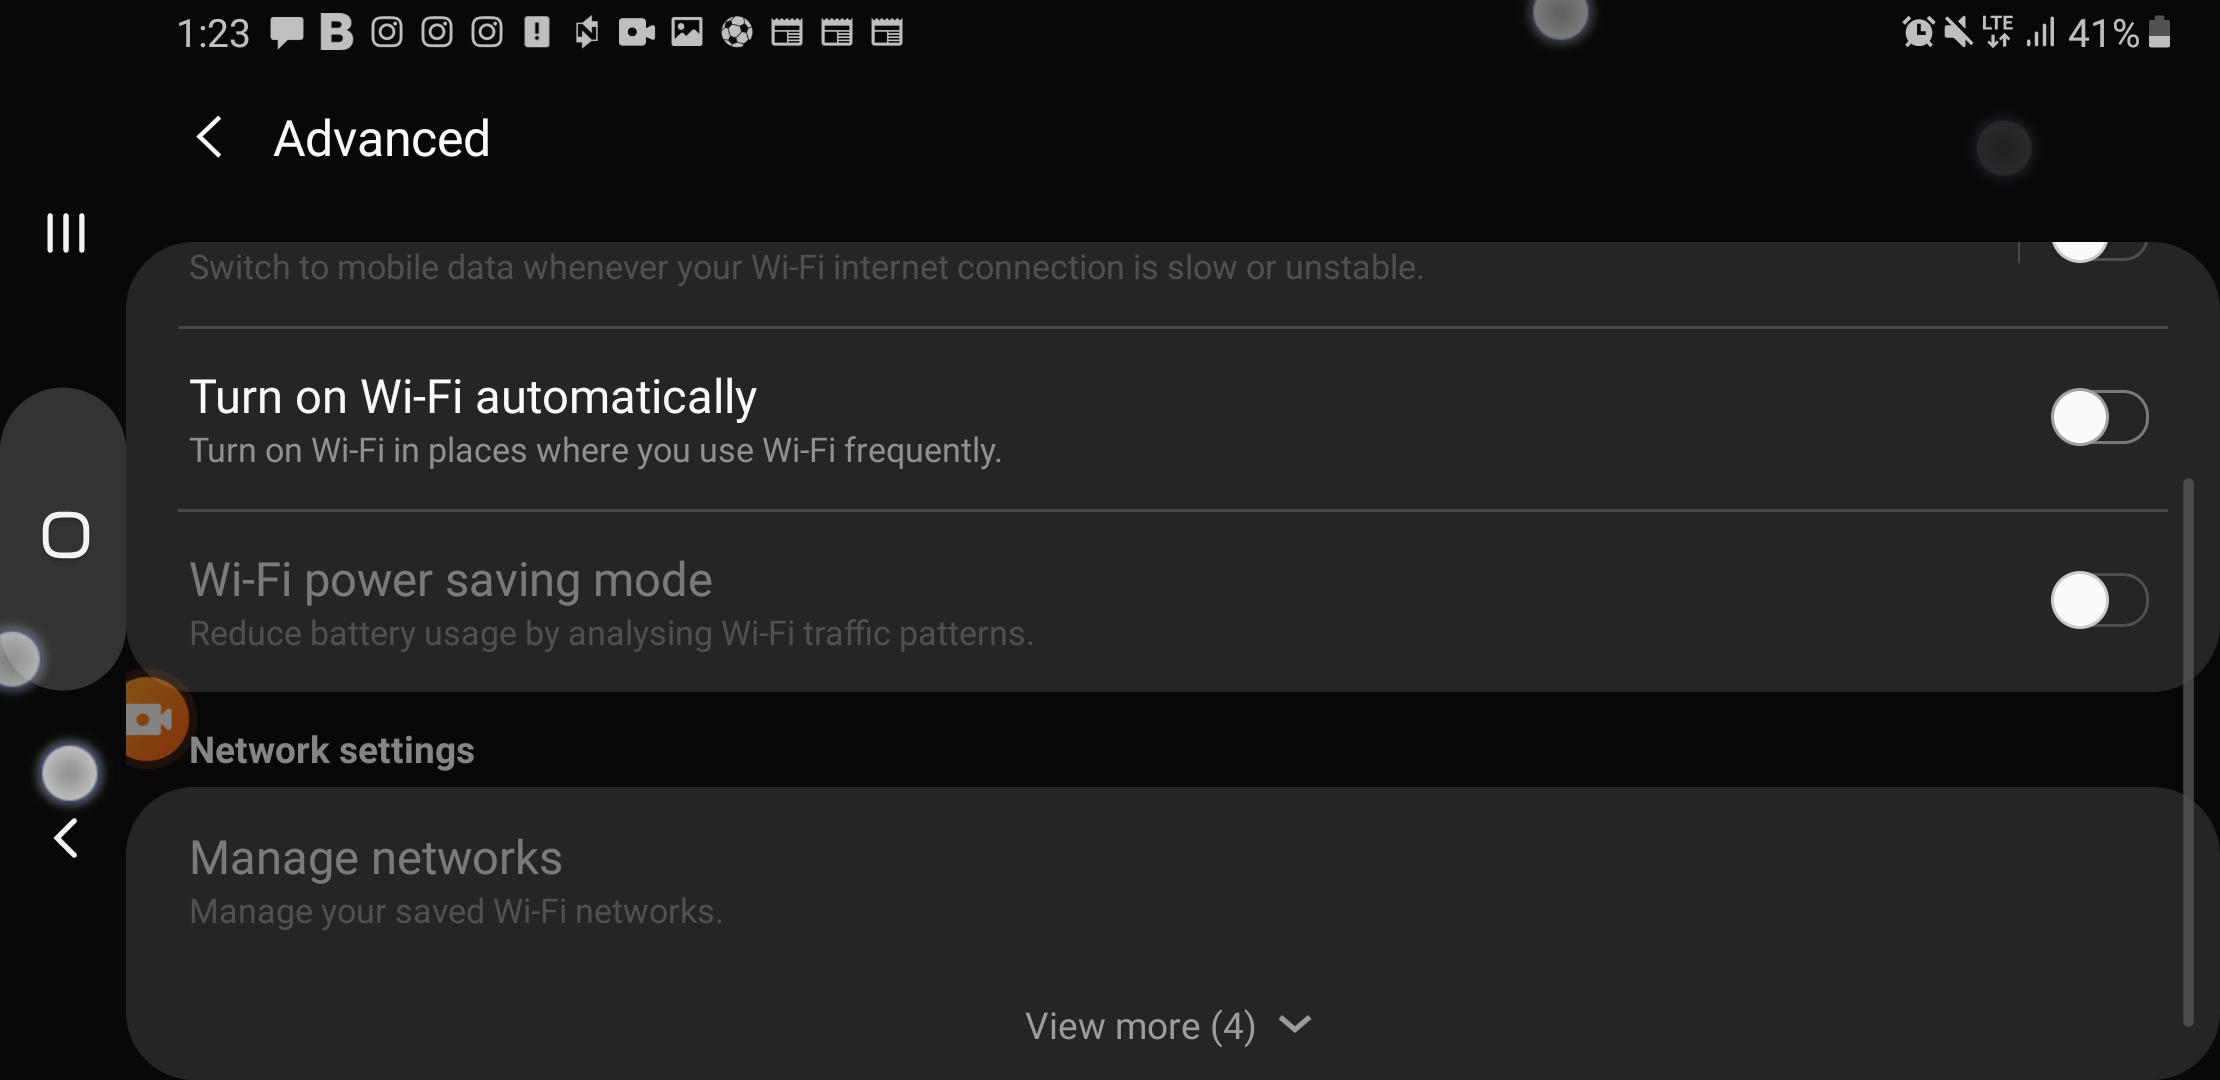 1:23 B LTE 41%
Advanced
Switch to mobile data whenever your Wi-Fi internet connection is slow or unstable.
Turn on Wi-Fi automatically
Turn on Wi-Fi in places where you use Wi-Fi frequently.
Wi-Fi power saving mode
Reduce battery usage by analysing Wi-Fi traffic patterns.
Network settings
Manage networks
Manage your saved Wi-Fi networks.
View more (4)